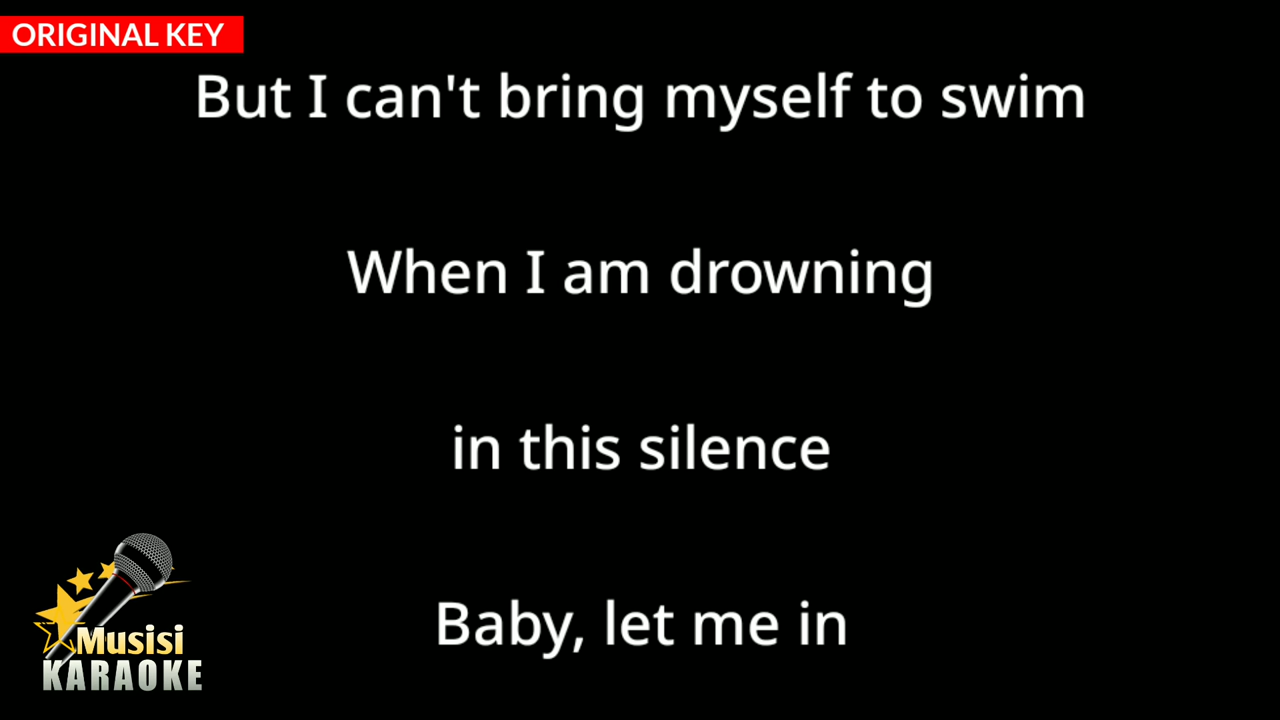 ORIGINAL KEY
But I can't bring myself to swim
When I am drowning
in this silence
Baby, let me in
Musisi
KARAOKE